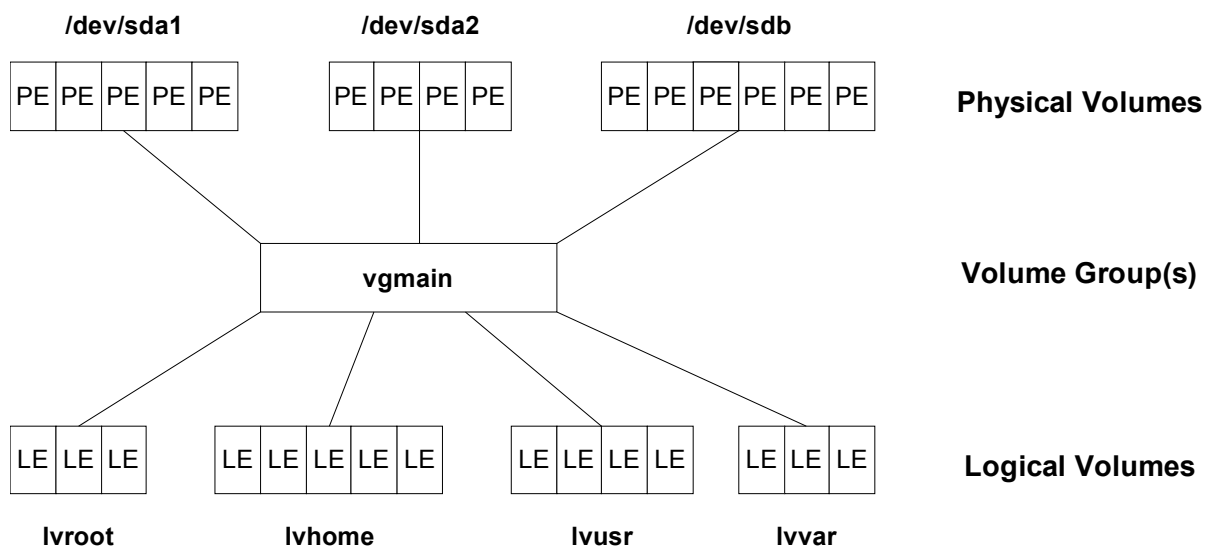 /dev/sda1 /dev/sda2 /dev/sdb
PE PE PE PE PE PE PE PE PE PE PE PE PE PE PE Physical Volumes
vgmain Volume Group(s)
LE LE LE LE LE LE LE LE LE LE LE LE LE LE LE Logical Volumes
lvroot lvhome lvusr lvvar